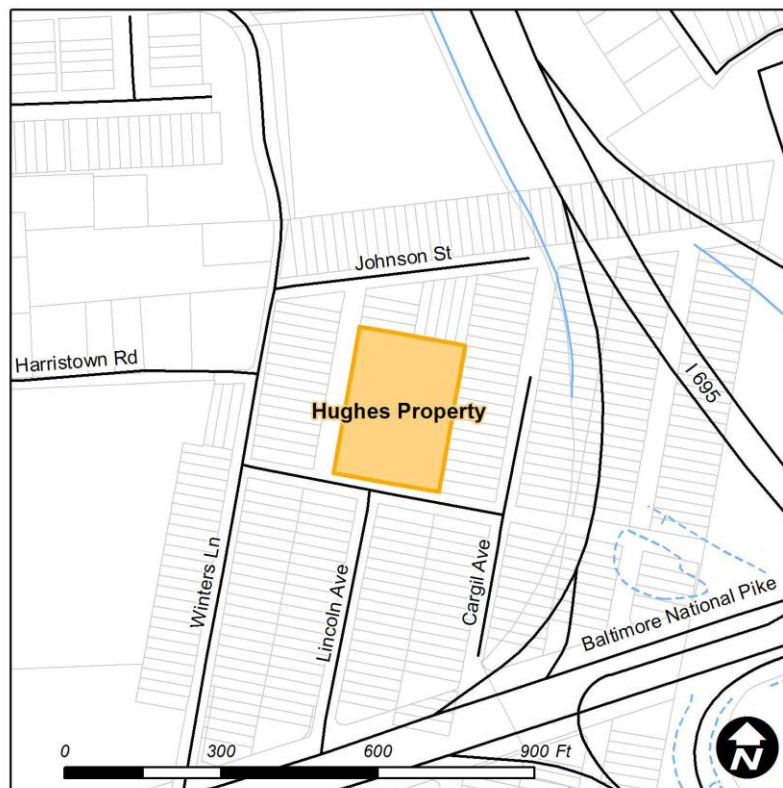 Johnson St
Harristown Rd
I 695
Hughes Property
Winters Ln
Lincoln Ave
Cargil Ave
Baltimore National Pike
0 300 600 900 Ft
N